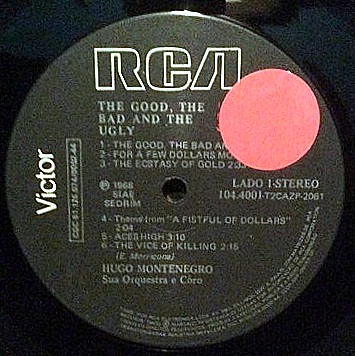 RCA
Victor
THE GOOD, THE
BAD AND THE
UGLY
1 - THE GOOD, THE BAD AN
2 - FOR A FEW DOLLARS MO
3 - THE ECSTASY OF GOLD 2:3
℗ 1968
SIAE
SEDRIM
LADO 1-STEREO
104.4001-T2CAZP-2061
4 - Theme from "A FISTFUL OF DOLLARS"
2:04
5 - ACES HIGH 3:10
6 - THE VICE OF KILLING 2:15
(E. Morricone)
HUGO MONTENEGRO
Sua Orquestra e Côro